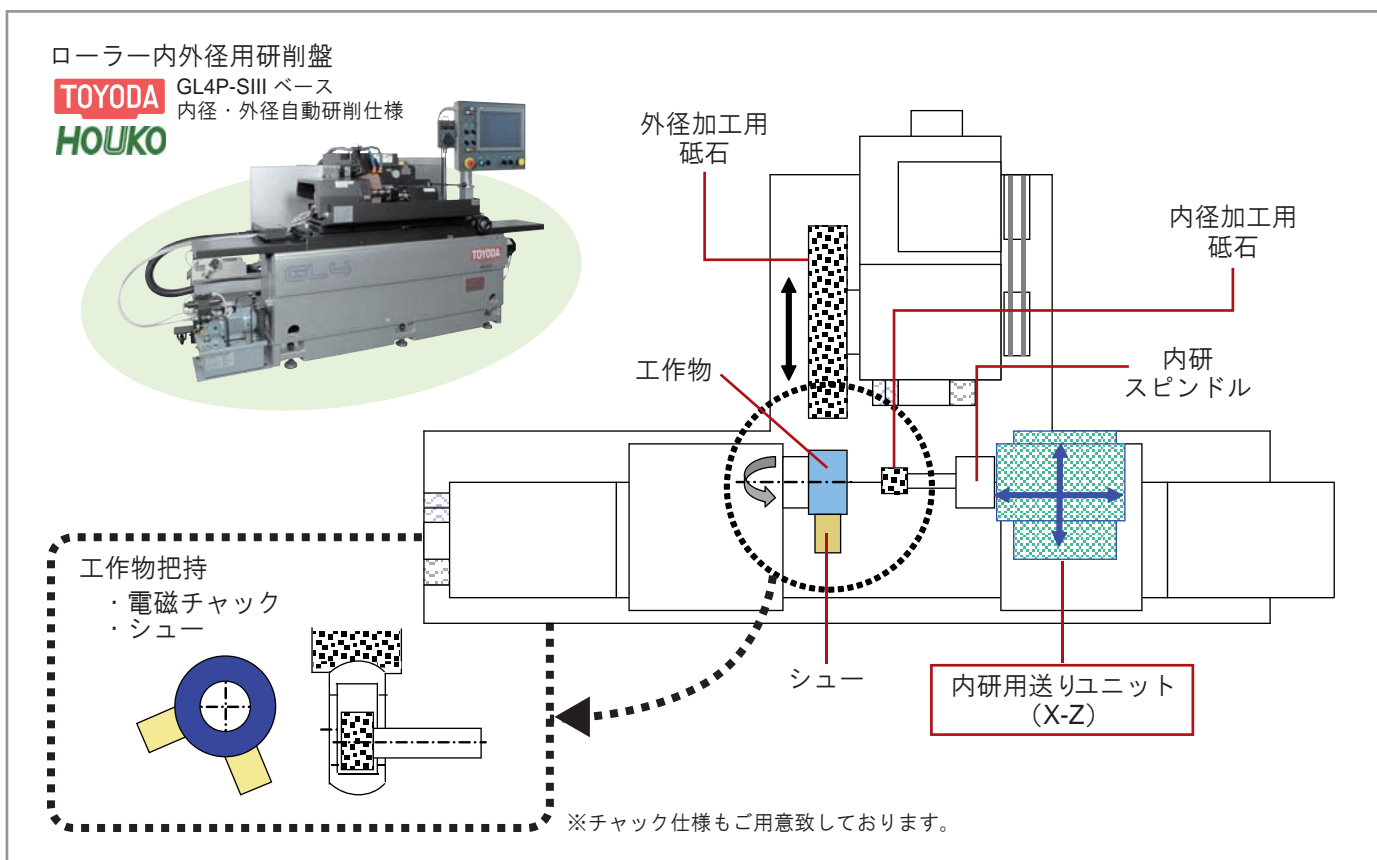 ローラー内外径用研削盤
TOYODA
GL4P-SIII ベース
内径・外径自動研削仕様
HOUKO
TOYODA
GL4
外径加工用
砥石
内径加工用
砥石
工作物
内研
スピンドル
工作物把持
・電磁チャック
・シュー
シュー
内研用送りユニット
（X-Z）
※チャック仕様もご用意致しております。